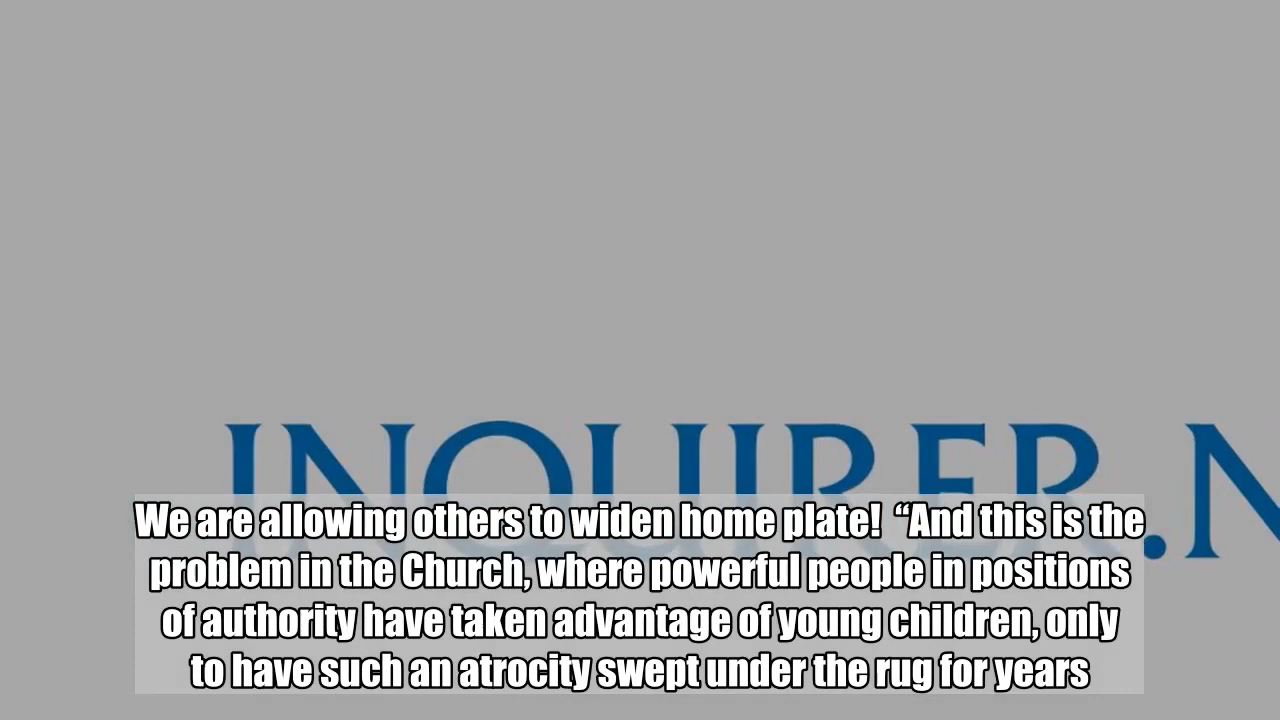 INQUIRER.N
We are allowing others to widen home plate!  “And this is the
problem in the Church, where powerful people in positions
of authority have taken advantage of young children, only
to have such an atrocity swept under the rug for years